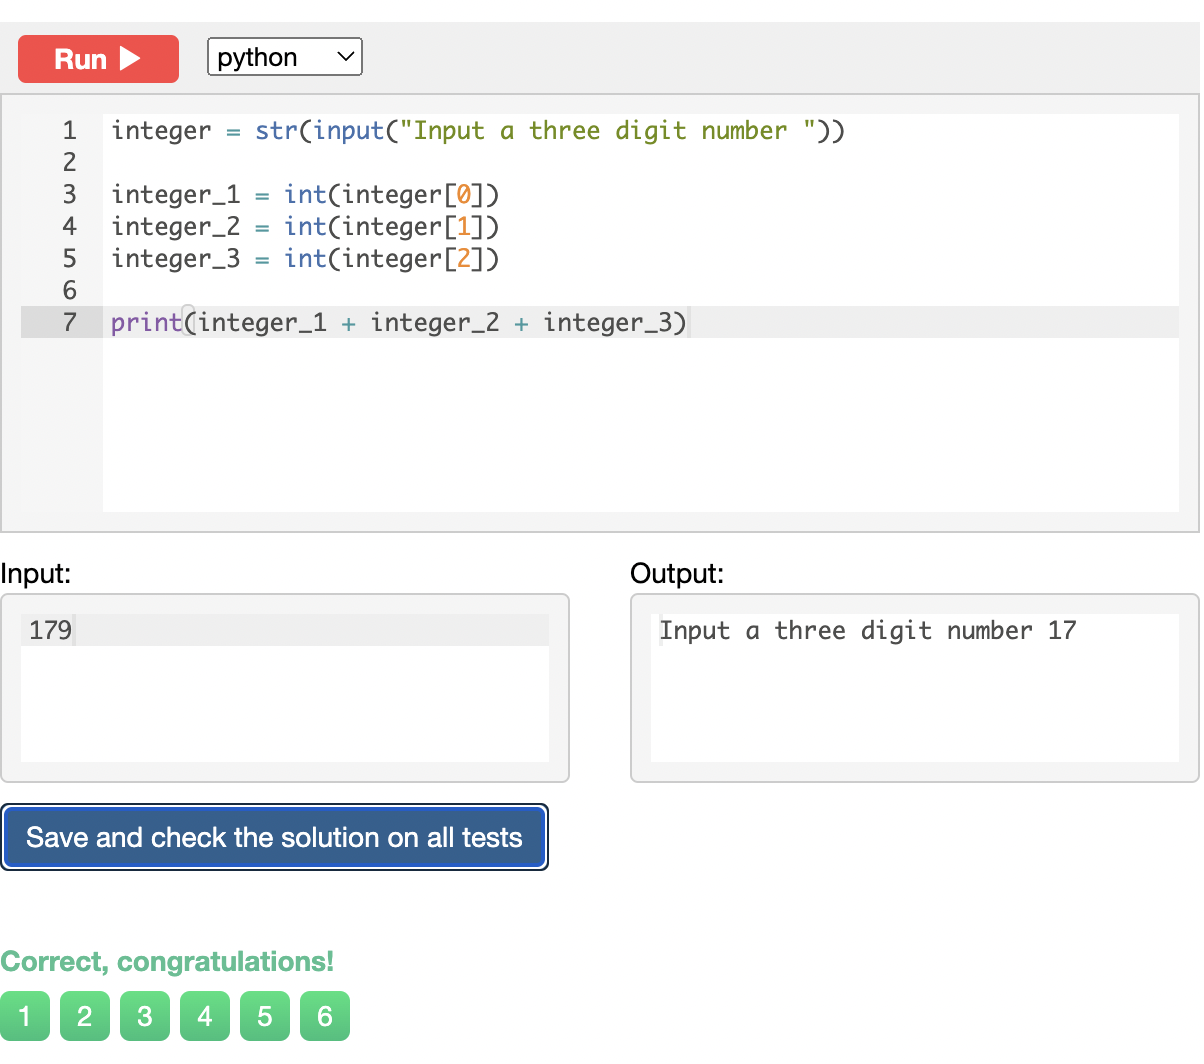 Run
python
1 integer = str(input("Input a three digit number "))
2
3 integer_1 = int(integer[0])
4 integer_2 = int(integer[1])
5 integer_3 = int(integer[2])
6
7 print(integer_1 + integer_2 + integer_3)
Input:
179
Output:
Input a three digit number 17
Save and check the solution on all tests
Correct, congratulations!
1 2 3 4 5 6